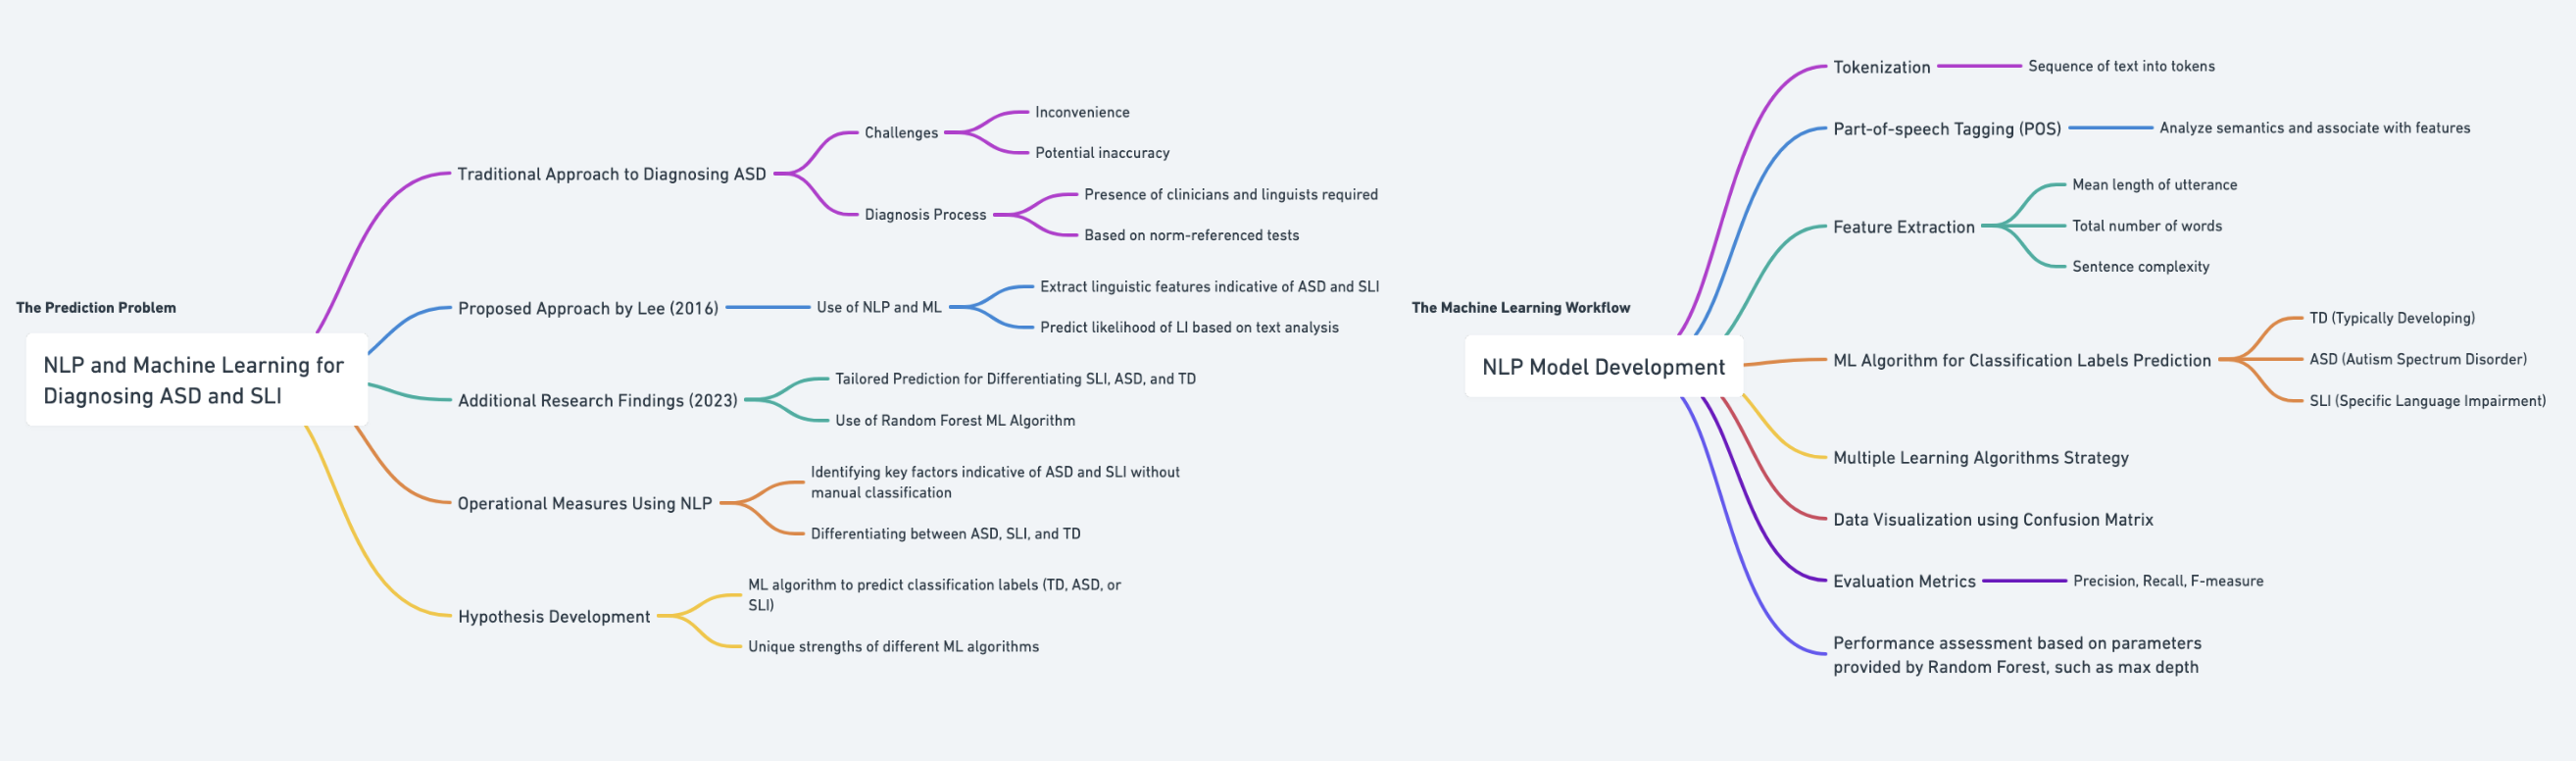 The Prediction Problem
NLP and Machine Learning for
Diagnosing ASD and SLI
Traditional Approach to Diagnosing ASD
Challenges
Inconvenience
Potential inaccuracy
Diagnosis Process
Presence of clinicians and linguists required
Based on norm-referenced tests
Proposed Approach by Lee (2016)
Use of NLP and ML
Extract linguistic features indicative of ASD and SLI
Predict likelihood of LI based on text analysis
Additional Research Findings (2023)
Tailored Prediction for Differentiating SLI, ASD, and TD
Use of Random Forest ML Algorithm
Operational Measures Using NLP
Identifying key factors indicative of ASD and SLI without
manual classification
Differentiating between ASD, SLI, and TD
Hypothesis Development
ML algorithm to predict classification labels (TD, ASD, or
SLI)
Unique strengths of different ML algorithms
The Machine Learning Workflow
NLP Model Development
Tokenization
Sequence of text into tokens
Part-of-speech Tagging (POS)
Analyze semantics and associate with features
Feature Extraction
Mean length of utterance
Total number of words
Sentence complexity
ML Algorithm for Classification Labels Prediction
TD (Typically Developing)
ASD (Autism Spectrum Disorder)
SLI (Specific Language Impairment)
Multiple Learning Algorithms Strategy
Data Visualization using Confusion Matrix
Evaluation Metrics
Precision, Recall, F-measure
Performance assessment based on parameters
provided by Random Forest, such as max depth